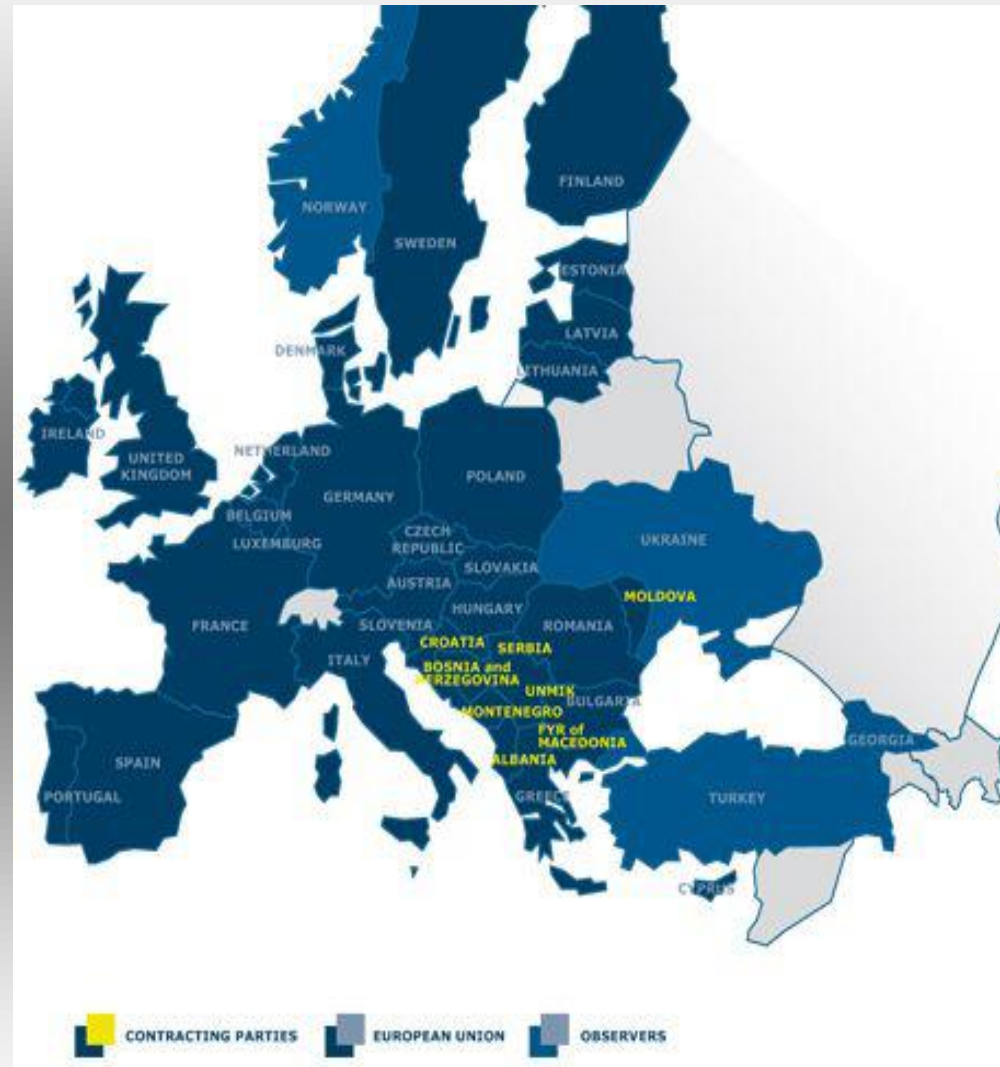 FINLAND
NORWAY
SWEDEN
ESTONIA
LATVIA
DENMARK
LITHUANIA
IRELAND
NETHERLAND
UNITED
KINGDOM
POLAND
GERMANY
BELGIUM
CZECH
REPUBLIC
UKRAINE
LUXEMBURG
SLOVAKIA
AUSTRIA
MOLDOVA
HUNGARY
FRANCE
SLOVENIA
ROMANIA
CROATIA
SERBIA
ITALY
BOSNIA and
HERZEGOVINA
UNMIK
BULGARIA
MONTENEGRO
FYR of
MACEDONIA
GEORGIA
ALBANIA
SPAIN
PORTUGAL
GREECE
TURKEY
CYPRUS
CONTRACTING PARTIES
EUROPEAN UNION
OBSERVERS